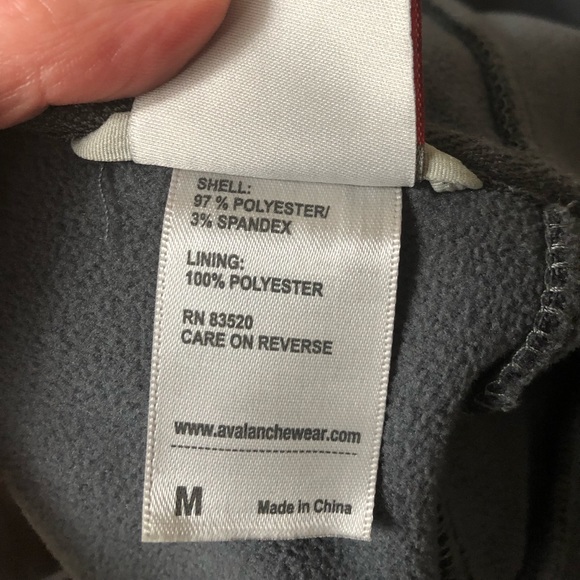 SHELL:
97 % POLYESTER/
3% SPANDEX
LINING:
100% POLYESTER
RN 83520
CARE ON REVERSE
www.avalanchewear.com
M
Made in China